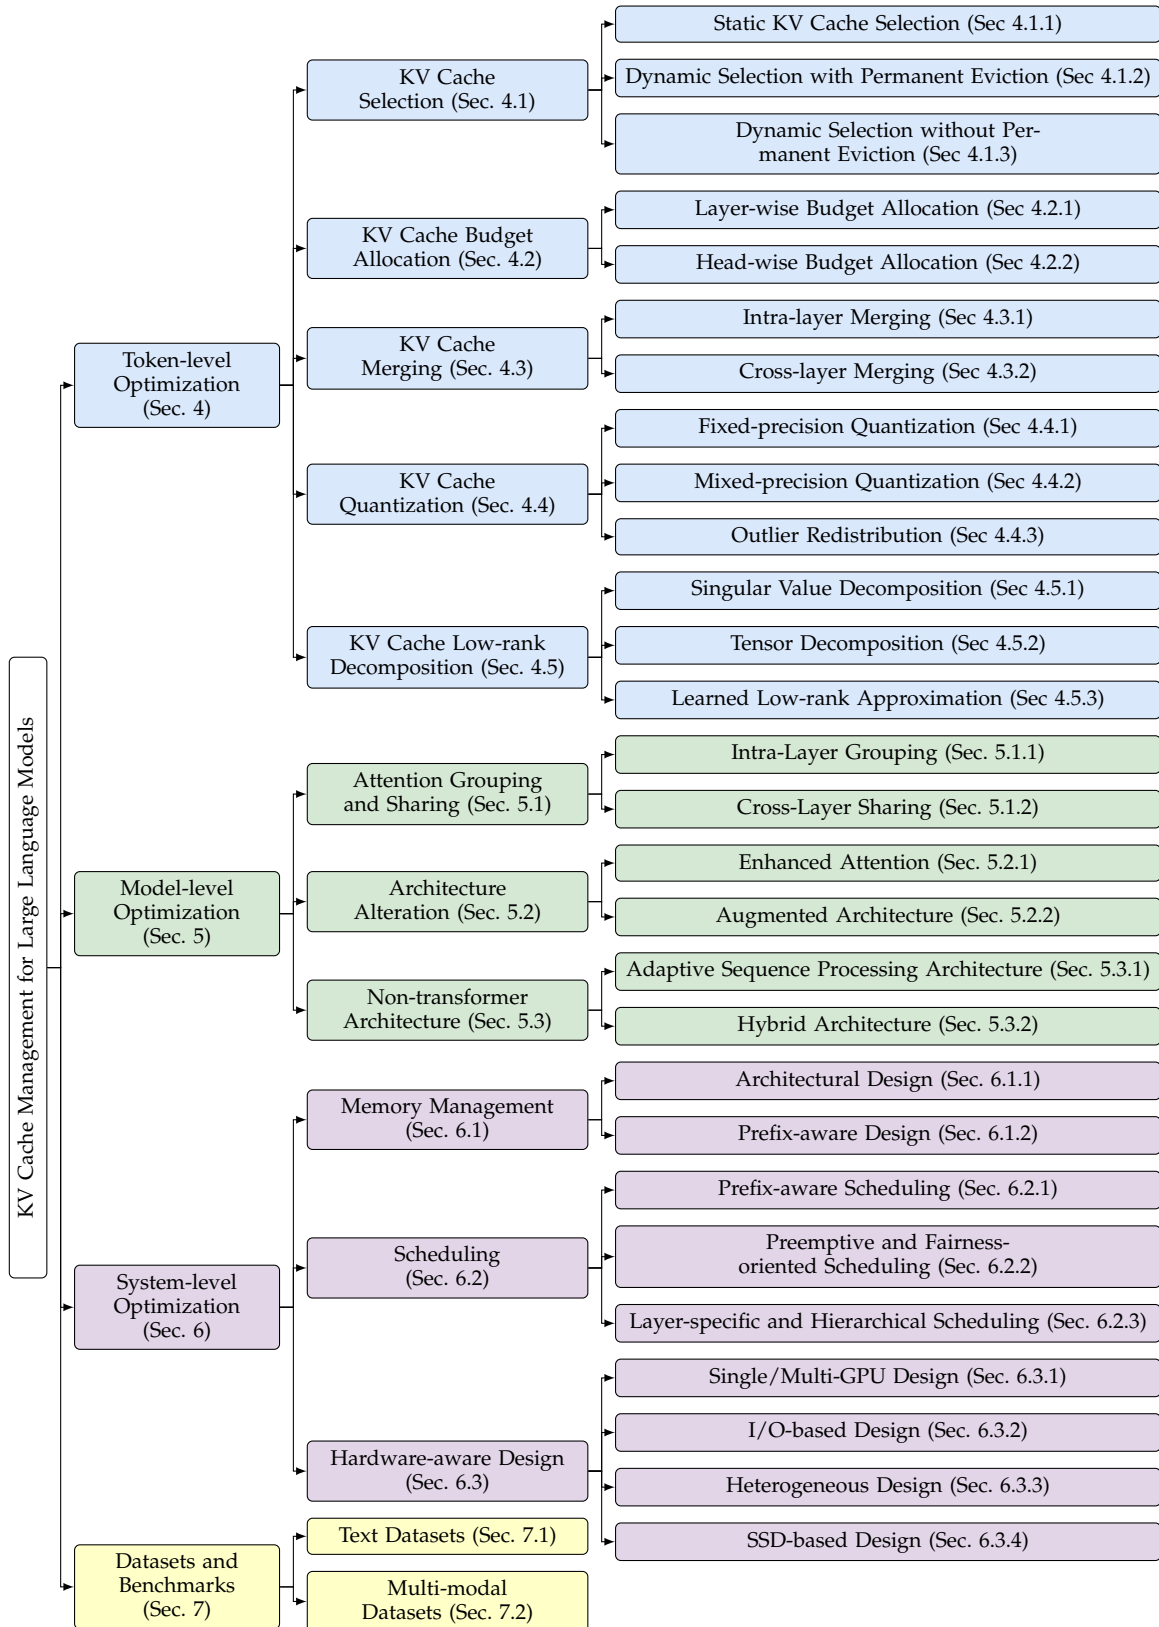 KV Cache Management for Large Language Models
Token-level
Optimization
(Sec. 4)
KV Cache
Selection (Sec. 4.1)
Static KV Cache Selection (Sec 4.1.1)
Dynamic Selection with Permanent Eviction (Sec 4.1.2)
Dynamic Selection without Per-
manent Eviction (Sec 4.1.3)
KV Cache Budget
Allocation (Sec. 4.2)
Layer-wise Budget Allocation (Sec 4.2.1)
Head-wise Budget Allocation (Sec 4.2.2)
KV Cache
Merging (Sec. 4.3)
Intra-layer Merging (Sec 4.3.1)
Cross-layer Merging (Sec 4.3.2)
KV Cache
Quantization (Sec. 4.4)
Fixed-precision Quantization (Sec 4.4.1)
Mixed-precision Quantization (Sec 4.4.2)
Outlier Redistribution (Sec 4.4.3)
KV Cache Low-rank
Decomposition (Sec. 4.5)
Singular Value Decomposition (Sec 4.5.1)
Tensor Decomposition (Sec 4.5.2)
Learned Low-rank Approximation (Sec 4.5.3)
Model-level
Optimization
(Sec. 5)
Attention Grouping
and Sharing (Sec. 5.1)
Intra-Layer Grouping (Sec. 5.1.1)
Cross-Layer Sharing (Sec. 5.1.2)
Architecture
Alteration (Sec. 5.2)
Enhanced Attention (Sec. 5.2.1)
Augmented Architecture (Sec. 5.2.2)
Non-transformer
Architecture (Sec. 5.3)
Adaptive Sequence Processing Architecture (Sec. 5.3.1)
Hybrid Architecture (Sec. 5.3.2)
System-level
Optimization
(Sec. 6)
Memory Management
(Sec. 6.1)
Architectural Design (Sec. 6.1.1)
Prefix-aware Design (Sec. 6.1.2)
Scheduling
(Sec. 6.2)
Prefix-aware Scheduling (Sec. 6.2.1)
Preemptive and Fairness-
oriented Scheduling (Sec. 6.2.2)
Layer-specific and Hierarchical Scheduling (Sec. 6.2.3)
Hardware-aware Design
(Sec. 6.3)
Single/Multi-GPU Design (Sec. 6.3.1)
I/O-based Design (Sec. 6.3.2)
Heterogeneous Design (Sec. 6.3.3)
SSD-based Design (Sec. 6.3.4)
Datasets and
Benchmarks
(Sec. 7)
Text Datasets (Sec. 7.1)
Multi-modal
Datasets (Sec. 7.2)